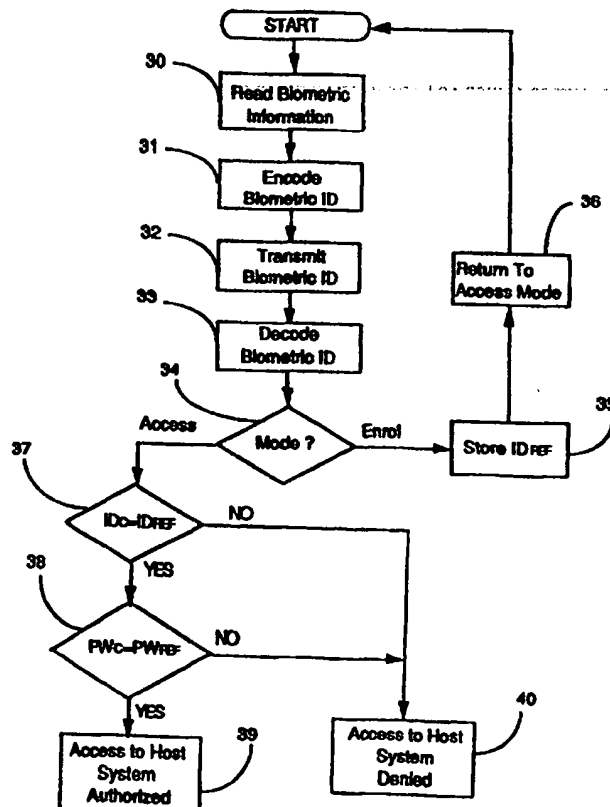 START
30
Read Biometric
Information
31
Encode
Biometric ID
32
Transmit
Biometric ID
36
Return To
Access Mode
33
Decode
Biometric ID
34
Mode ?
Access
Enrol
Store IDREF
35
37
IDC=IDREF
NO
YES
38
PWC=PWREF
NO
YES
39
Access to Host
System
Authorized
40
Access to Host
System
Denied